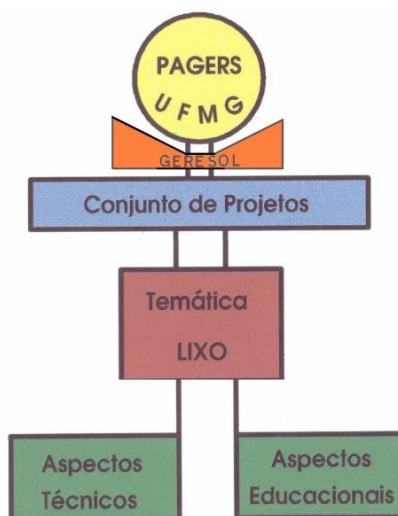 PAGERS
UFMG
GERESOL
Conjunto de Projetos
Temática
LIXO
Aspectos
Técnicos
Aspectos
Educacionais